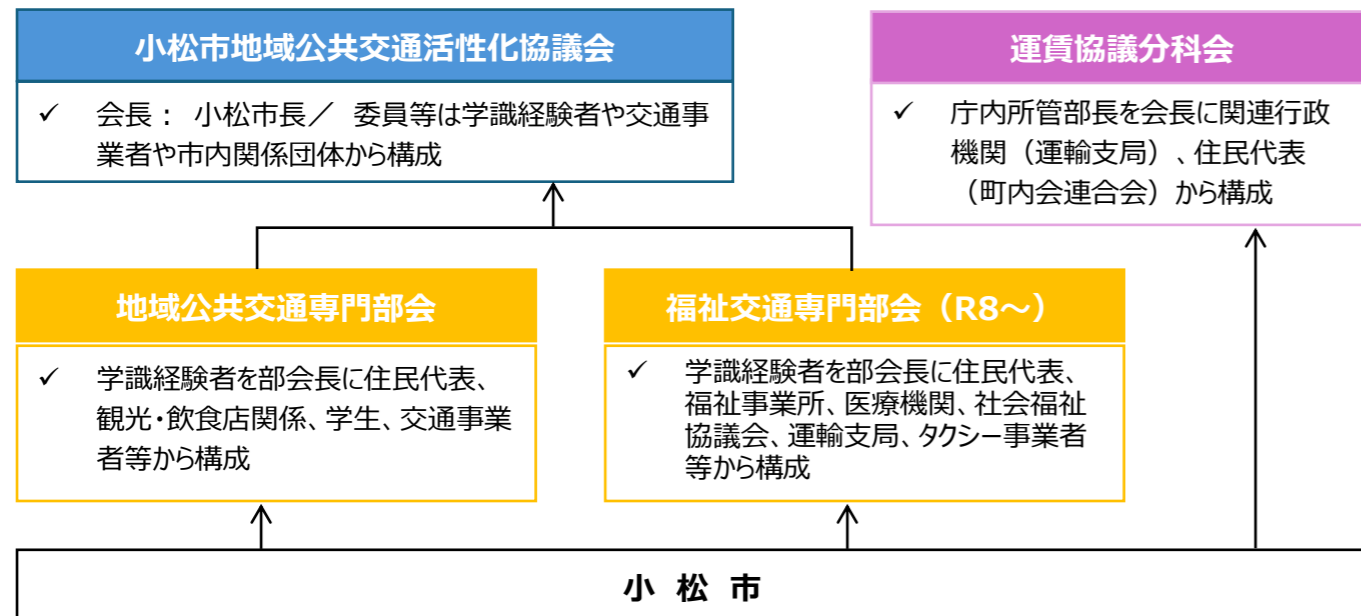 小松市地域公共交通活性化協議会
✓ 会長： 小松市長／ 委員等は学識経験者や交通事
業者や市内関係団体から構成
運賃協議分科会
✓ 庁内所管部長を会長に関連行政
機関（運輸支局）、住民代表
（町内会連合会）から構成
地域公共交通専門部会
✓ 学識経験者を部会長に住民代表、
観光・飲食店関係、学生、交通事業
者等から構成
福祉交通専門部会（R8～）
✓ 学識経験者を部会長に住民代表、
福祉事業所、医療機関、社会福祉
協議会、運輸支局、タクシー事業者
等から構成
小 松 市